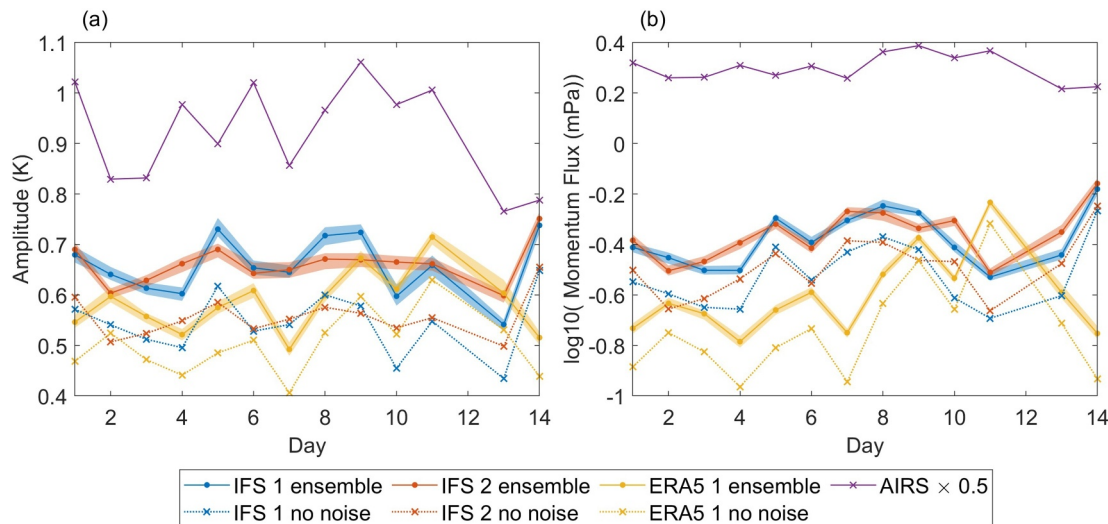 (a)
(b)
Amplitude (K)
1.1
1
0.9
0.8
0.7
0.6
0.5
0.4
2 4 6 8 10 12 14
Day
log10( Momentum Flux (mPa))
0.4
0.2
0
-0.2
-0.4
-0.6
-0.8
-1
2 4 6 8 10 12 14
Day
IFS 1 ensemble IFS 2 ensemble ERA5 1 ensemble AIRS × 0.5
IFS 1 no noise IFS 2 no noise ERA5 1 no noise